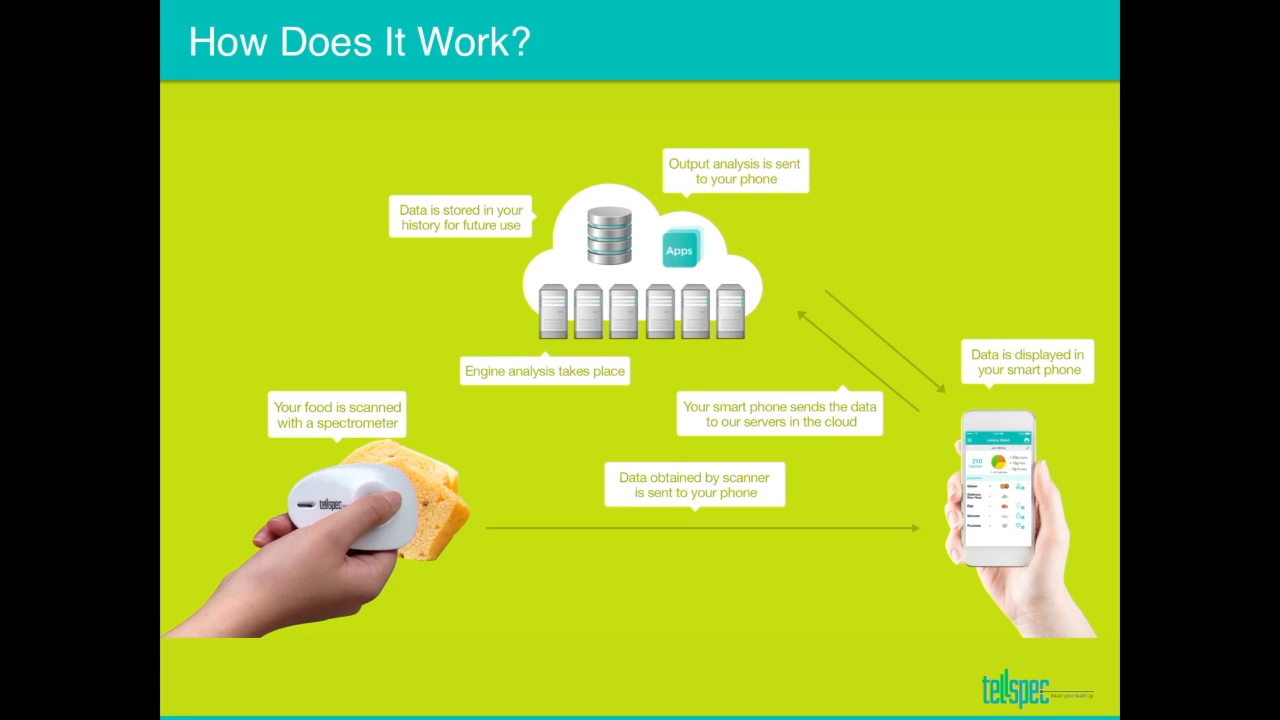 How Does It Work?
Output analysis is sent
to your phone
Data is stored in your
history for future use
Apps
Engine analysis takes place
Data is displayed in
your smart phone
Your food is scanned
with a spectrometer
Your smart phone sends the data
to our servers in the cloud
Data obtained by scanner
is sent to your phone
tellspec
210
tellspec